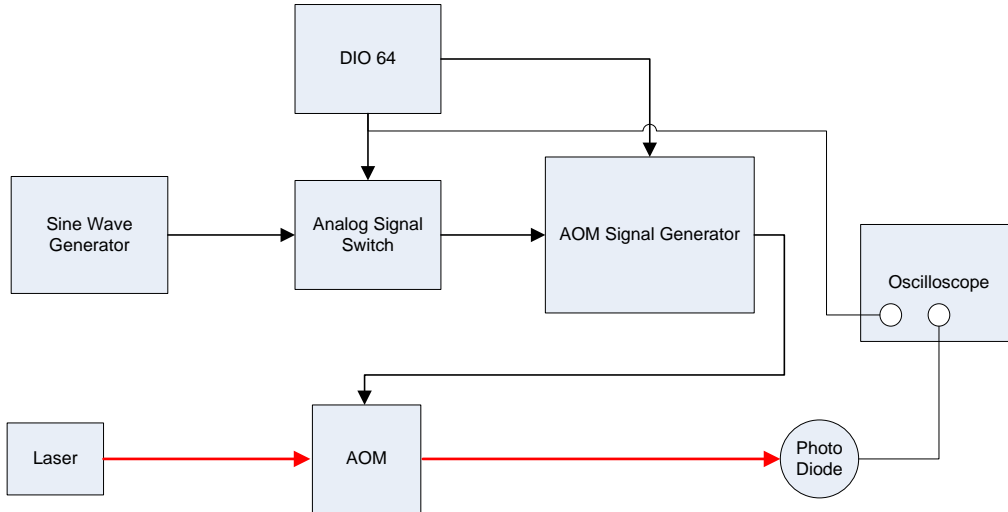 DIO 64
Sine Wave
Generator
Analog Signal
Switch
AOM Signal Generator
Oscilloscope
Laser
AOM
Photo
Diode